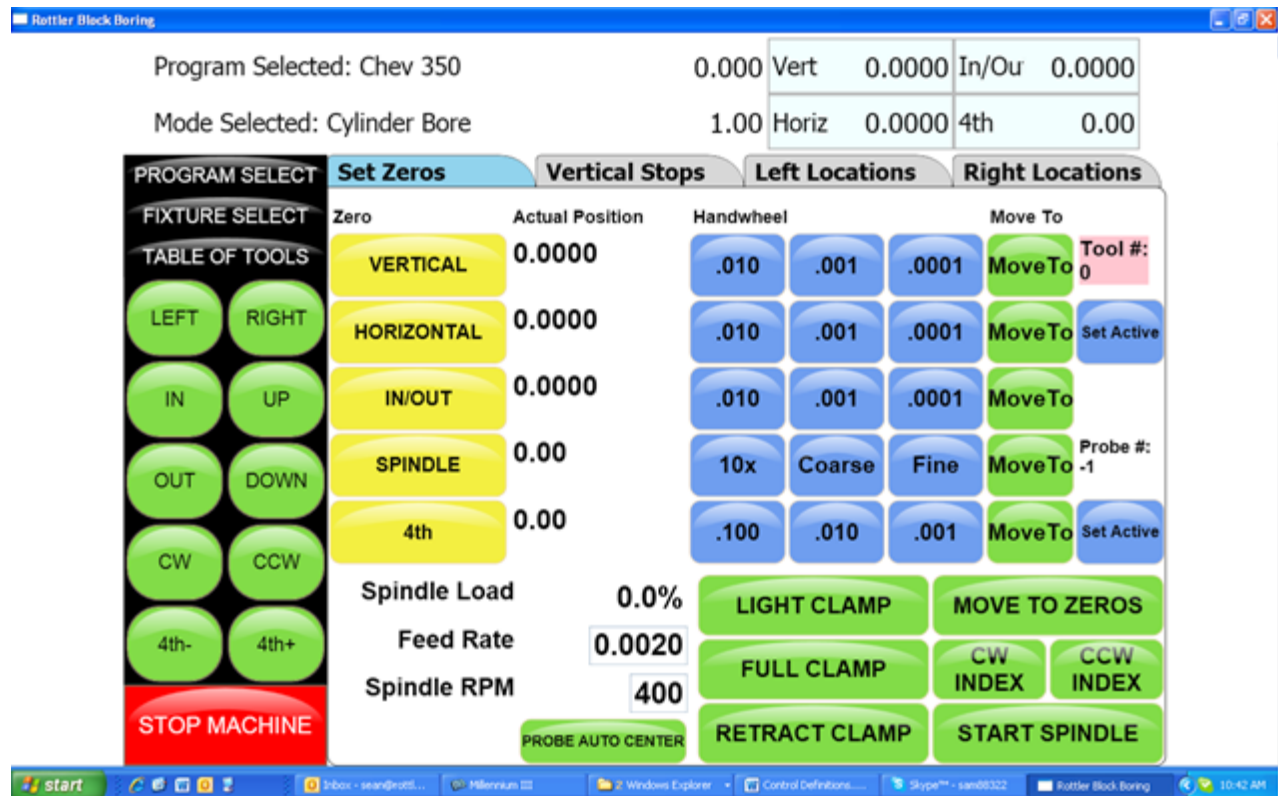 Rottler Block Boring
Program Selected: Chev 350 0.000 Vert 0.0000 In/Ou 0.0000
Mode Selected: Cylinder Bore 1.00 Horiz 0.0000 4th 0.00
PROGRAM SELECT Set Zeros Vertical Stops Left Locations Right Locations
FIXTURE SELECT Zero Actual Position Handwheel Move To
TABLE OF TOOLS VERTICAL 0.0000 .010 .001 .0001 MoveTo Tool #: 0
LEFT RIGHT HORIZONTAL 0.0000 .010 .001 .0001 MoveTo Set Active
IN UP IN/OUT 0.0000 .010 .001 .0001 MoveTo
OUT DOWN SPINDLE 0.00 10x Coarse Fine MoveTo Probe #: -1
CW CCW 4th 0.00 .100 .010 .001 MoveTo Set Active
Spindle Load 0.0% LIGHT CLAMP MOVE TO ZEROS
4th- 4th+ Feed Rate 0.0020 FULL CLAMP CW INDEX CCW INDEX
Spindle RPM 400
STOP MACHINE PROBE AUTO CENTER RETRACT CLAMP START SPINDLE
start Inbox - sean@rottl... Millennium III 2 Windows Explorer Control Definitions...... Skype™ - sam88322 Rottler Block Boring 10:42 AM